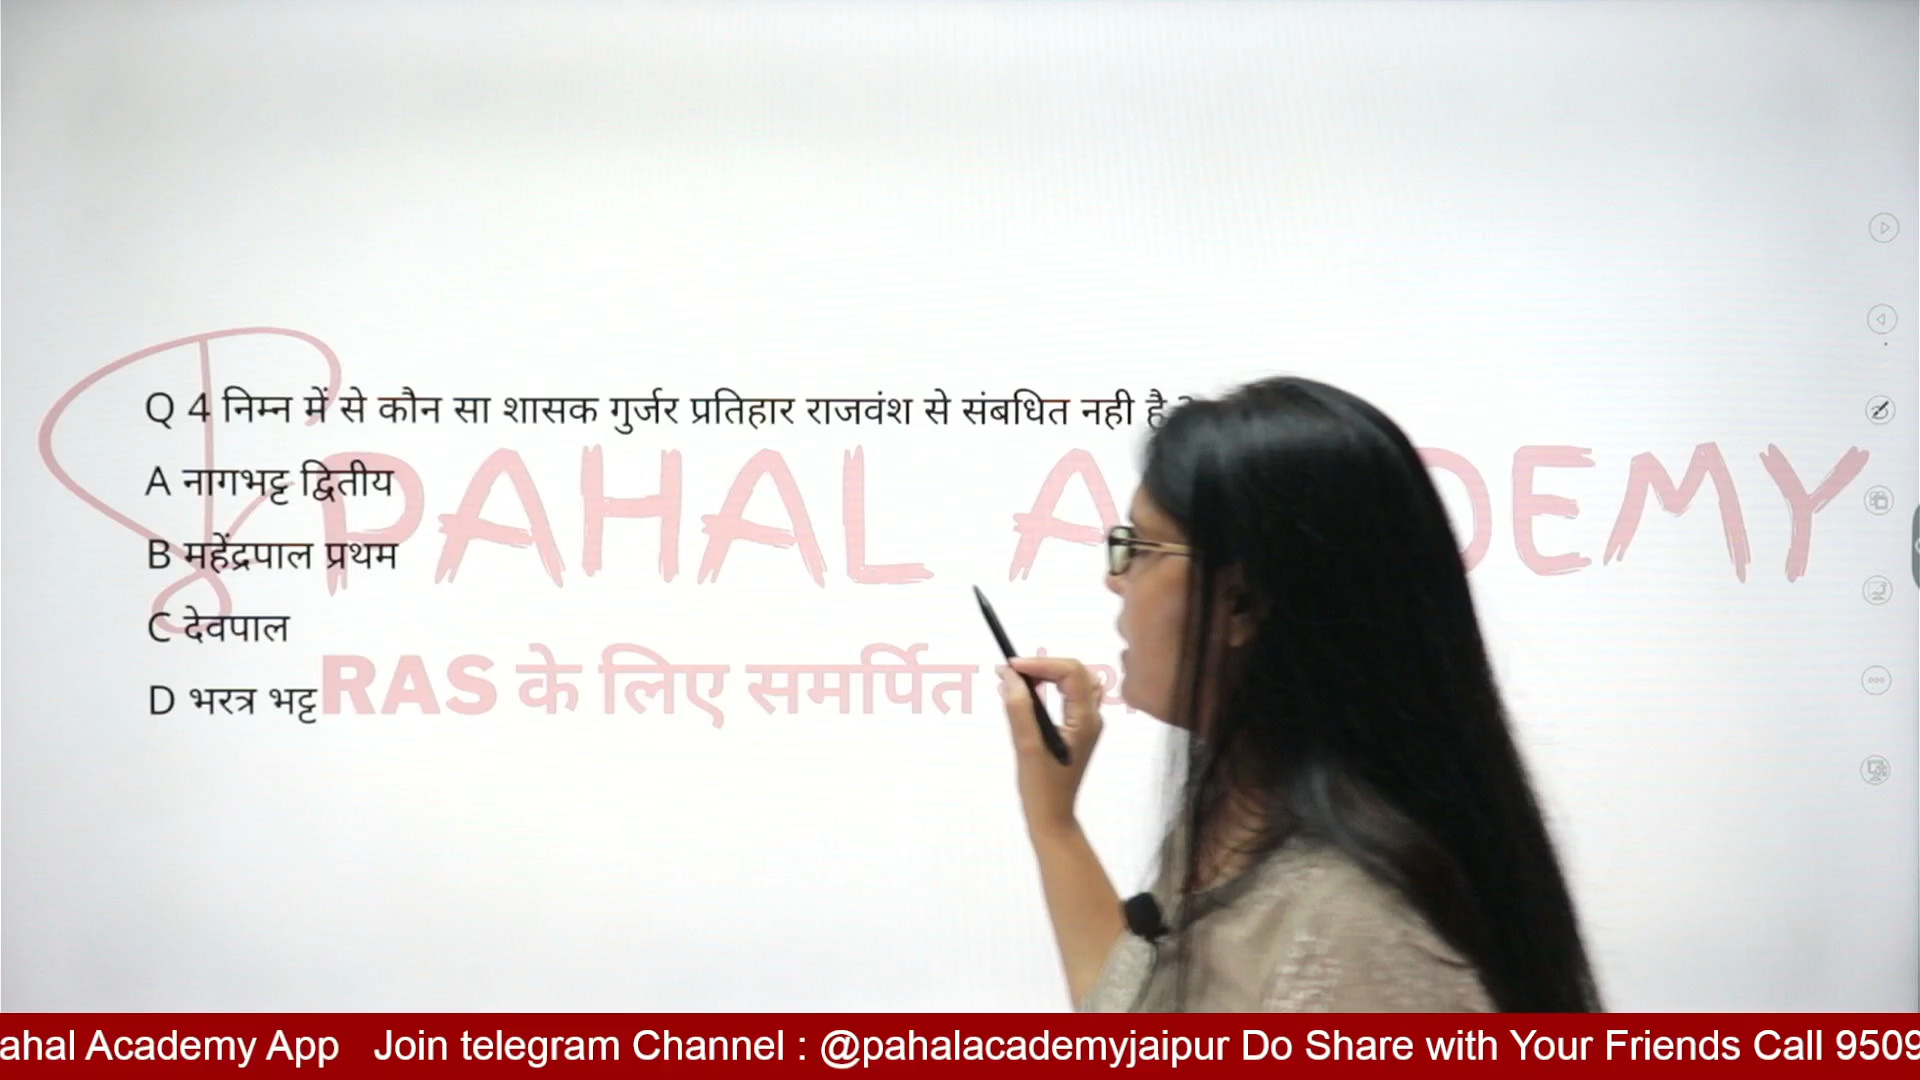 Q 4 निम्न में से कौन सा शासक गुर्जर प्रतिहार राजवंश से संबधित नही है
A नागभट्ट द्वितीय
B महेंद्रपाल प्रथम
C देवपाल
D भरत्र भट्ट
PAHAL
RAS के लिए समर्पित
ahal Academy App Join telegram Channel : @pahalacademyjaipur Do Share with Your Friends Call 9509